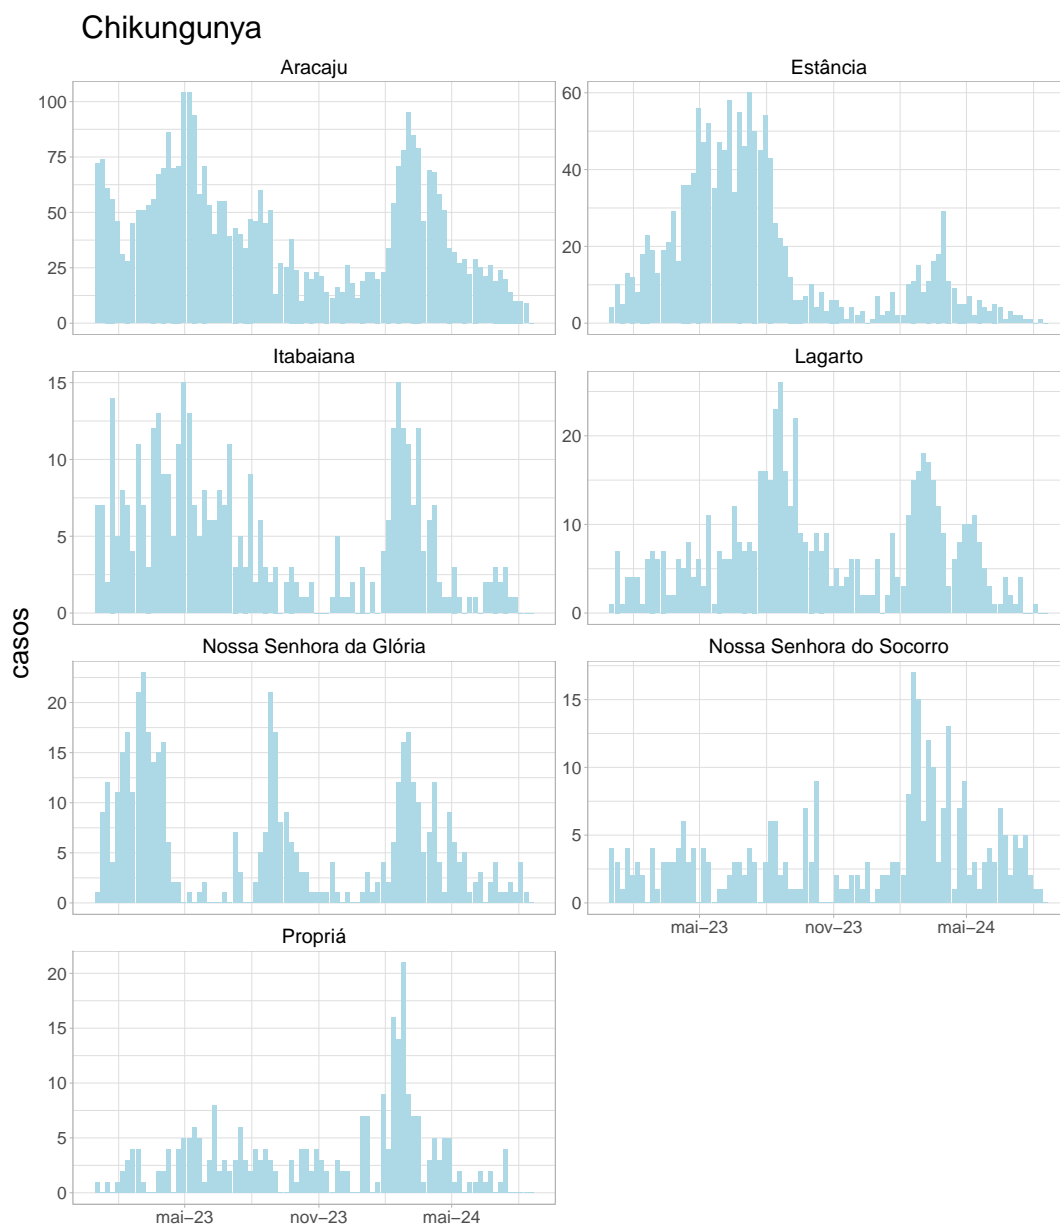 Chikungunya
Aracaju
Estância
100
75
50
25
0
60
40
20
0
Itabaiana
Lagarto
15
10
5
0
20
10
0
casos
Nossa Senhora da Glória
Nossa Senhora do Socorro
20
15
10
5
0
15
10
5
0
mai–23
nov–23
mai–24
Propriá
20
15
10
5
0
mai–23
nov–23
mai–24